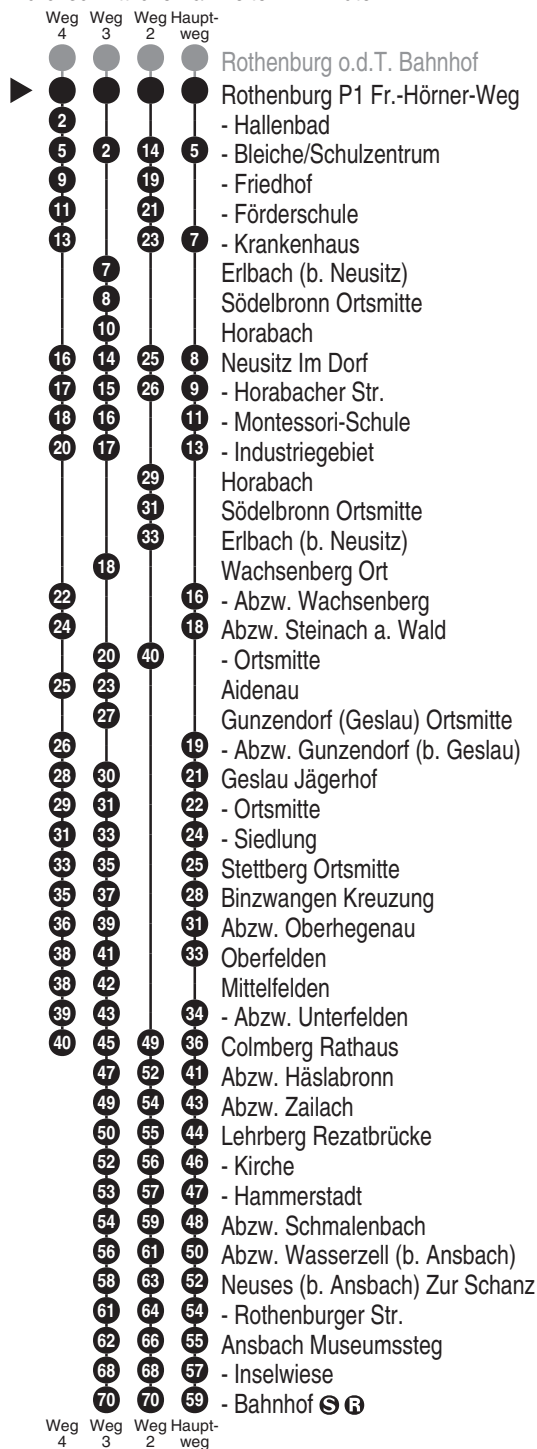 Weg Weg Weg Haupt-
4 3 2 weg
Rothenburg o.d.T. Bahnhof
Rothenburg P1 Fr.-Hörner-Weg
2 - Hallenbad
5 2 14 5 - Bleiche/Schulzentrum
9 19 - Friedhof
11 21 - Förderschule
13 23 7 - Krankenhaus
7 Erlbach (b. Neusitz)
8 Södelbronn Ortsmitte
10 Horabach
16 14 25 8 Neusitz Im Dorf
17 15 26 9 - Horabacher Str.
18 16 11 - Montessori-Schule
20 17 13 - Industriegebiet
29 Horabach
31 Södelbronn Ortsmitte
33 Erlbach (b. Neusitz)
18 Wachsenberg Ort
22 16 - Abzw. Wachsenberg
24 18 Abzw. Steinach a. Wald
20 40 - Ortsmitte
25 23 Aidenau
27 Gunzendorf (Geslau) Ortsmitte
26 19 - Abzw. Gunzendorf (b. Geslau)
28 30 21 Geslau Jägerhof
29 31 22 - Ortsmitte
31 33 24 - Siedlung
33 35 25 Stettberg Ortsmitte
35 37 28 Binzwangen Kreuzung
36 39 31 Abzw. Oberhegenau
38 41 33 Oberfelden
38 42 Mittelfelden
39 43 34 - Abzw. Unterfelden
40 45 49 36 Colmberg Rathaus
47 52 41 Abzw. Häslabronn
49 54 43 Abzw. Zailach
50 55 44 Lehrberg Rezatbrücke
52 56 46 - Kirche
53 57 47 - Hammerstadt
54 59 48 Abzw. Schmalenbach
56 61 50 Abzw. Wasserzell (b. Ansbach)
58 63 52 Neuses (b. Ansbach) Zur Schanz
61 64 54 - Rothenburger Str.
62 66 55 Ansbach Museumssteg
68 68 57 - Inselwiese
70 70 59 - Bahnhof S R
Weg Weg Weg Haupt-
4 3 2 weg